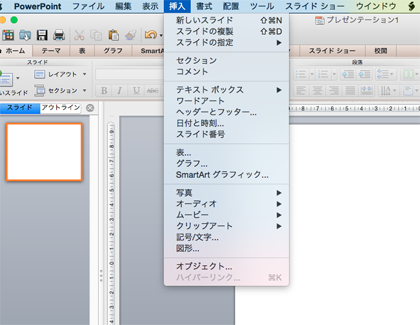 PowerPoint ファイル 編集 表示 挿入 書式 配置 ツール スライド ショー ウインドウ
プレゼンテーション1
ホーム テーマ 表 グラフ SmartA スライド ショー 校閲
スライド 段落
いスライド レイアウト
セクション
B I U ABC
スライド アウトライン
新しいスライド ⇧⌘N
スライドの複製 ⇧⌘D
スライドの指定 ▶
セクション
コメント
テキスト ボックス ▶
ワードアート
ヘッダーとフッター...
日付と時刻...
スライド番号
表...
グラフ...
SmartArt グラフィック...
写真 ▶
オーディオ ▶
ムービー ▶
クリップアート ▶
記号/文字...
図形...
オブジェクト...
ハイパーリンク... ⌘K